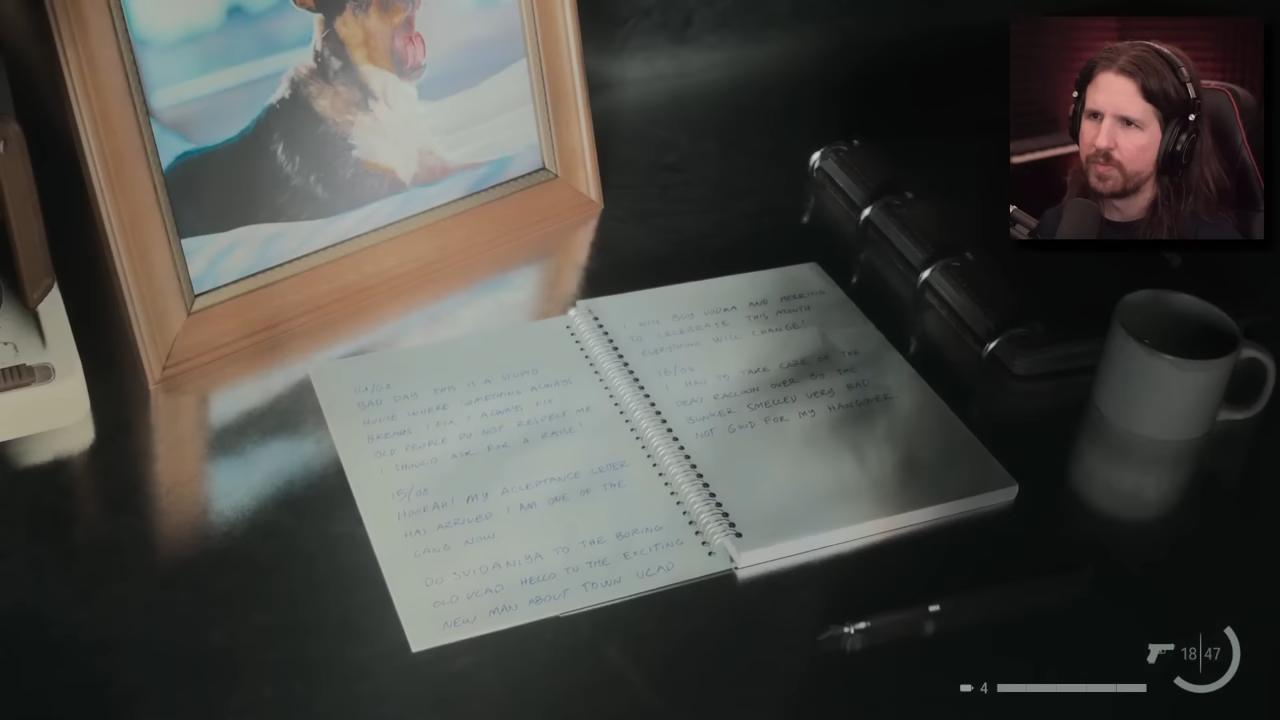 14/08
BAD DAY THIS IS A STUPID
HOUSE WHERE SOMETHING ALWAYS
BREAKS I FIX I ALWAYS FIX
OLD PEOPLE DO NOT RESPECT ME
I SHOULD ASK FOR A RAISE!
15/08
HOORAH! MY ACCEPTANCE LETTER
HAS ARRIVED I AM ONE OF THE
GANG NOW
DO SVIDANIYA TO THE BORING
OLD VLAD HELLO TO THE EXCITING
NEW MAN ABOUT TOWN VLAD
I WILL BUY VODKA AND HERRING
TO CELEBRATE THIS MONTH
EVERYTHING WILL CHANGE!
16/08
I HAD TO TAKE CARE OF THE
DEAD RACCOON OVER BY THE
BUNKER SMELLED VERY BAD
NOT GOOD FOR MY HANGOVER
18|47
4